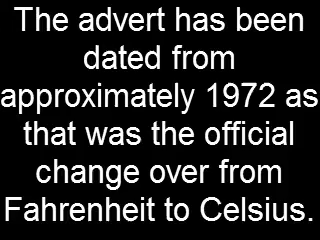 The advert has been
dated from
approximately 1972 as
that was the official
change over from
Fahrenheit to Celsius.